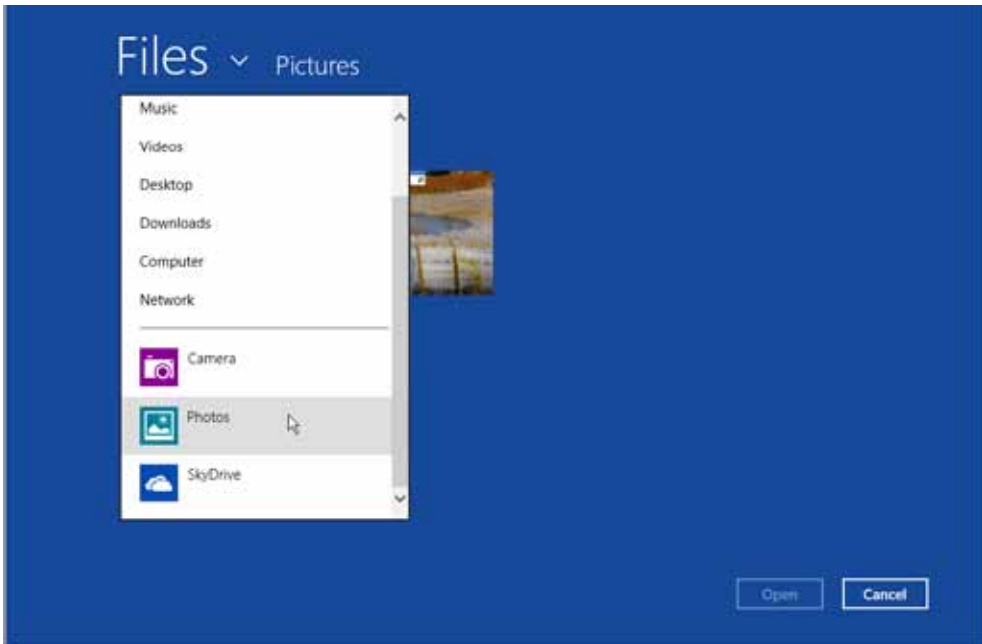 Files Pictures
Music
Videos
Desktop
Downloads
Computer
Network
Camera
Photos
SkyDrive
Open Cancel